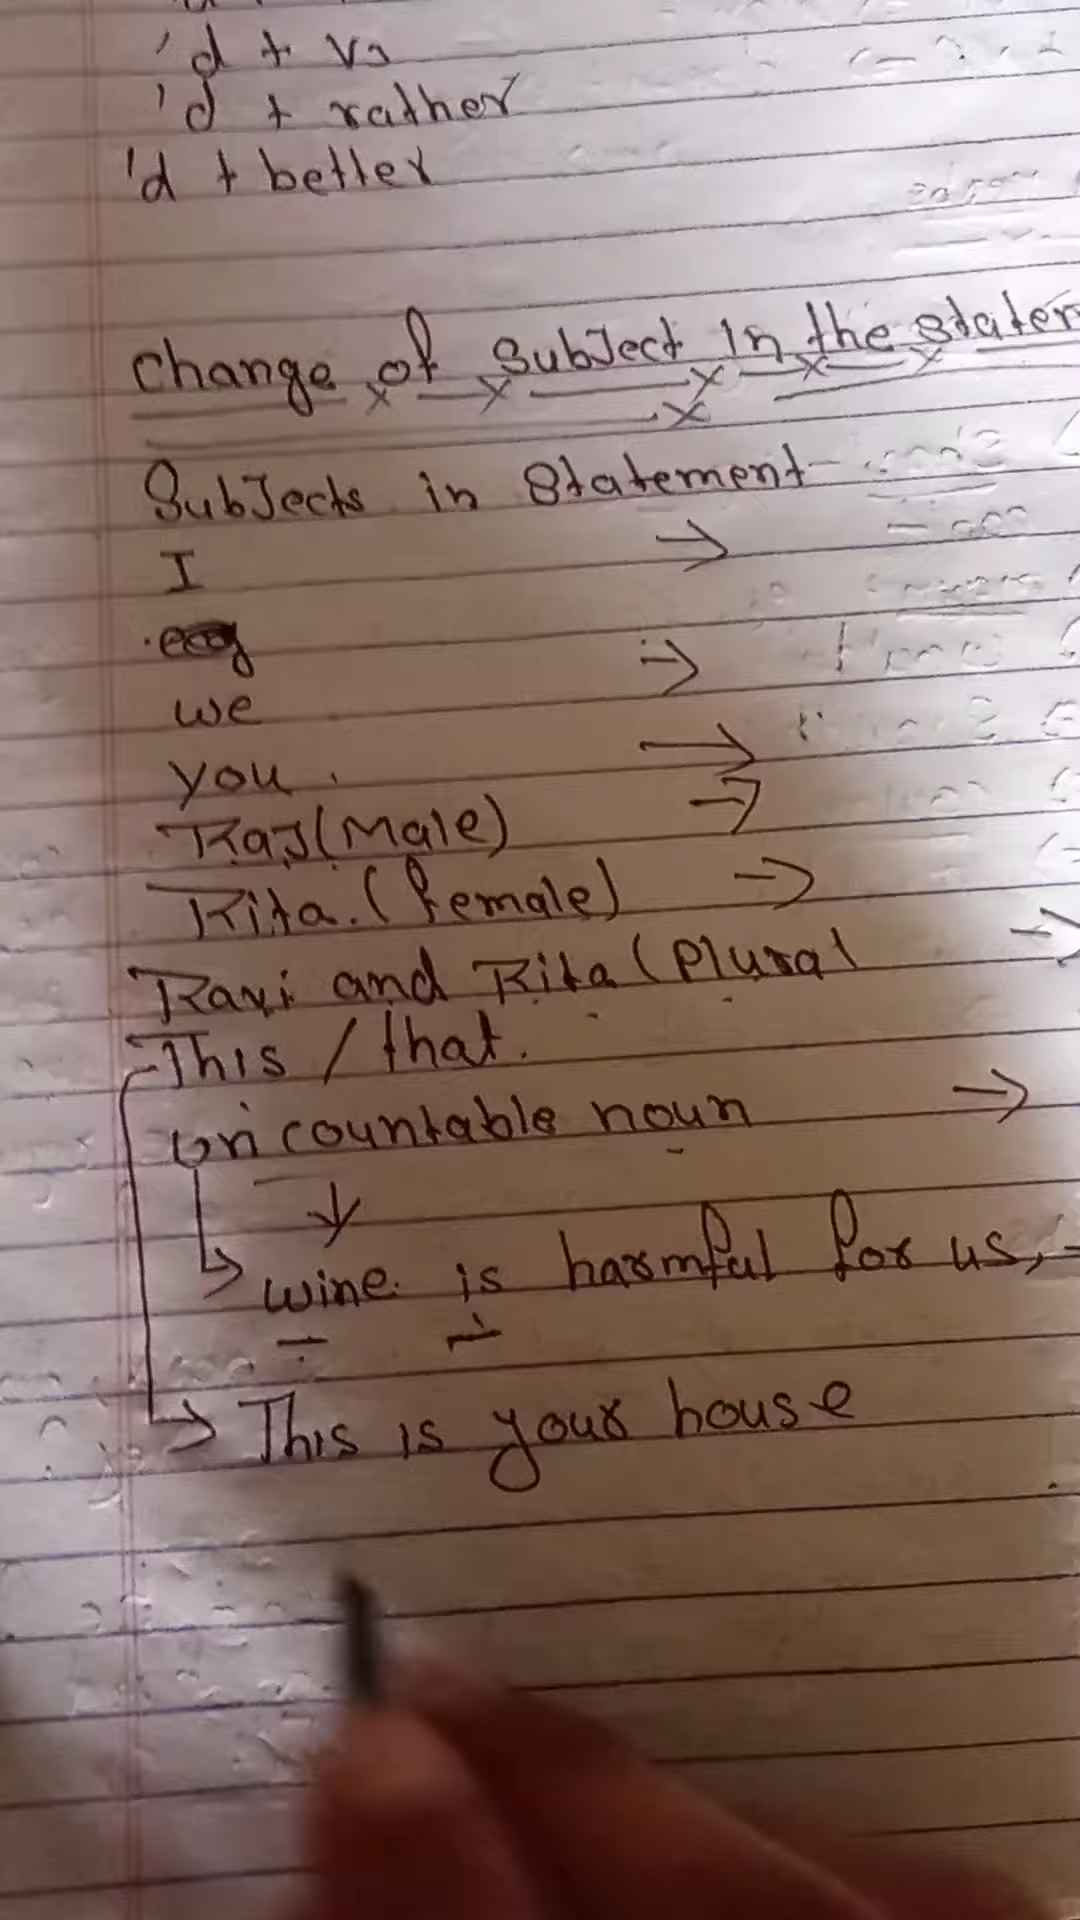 'd + V3
'd + rather
'd + better
Change of Subject in the
Subjects in Statement
I →
→
we
you →
Raj (Male) →
Rita. (female) →
Ravi and Rita (Plural →
This / that.
uncountable noun →
wine is harmful for us,
This is your house